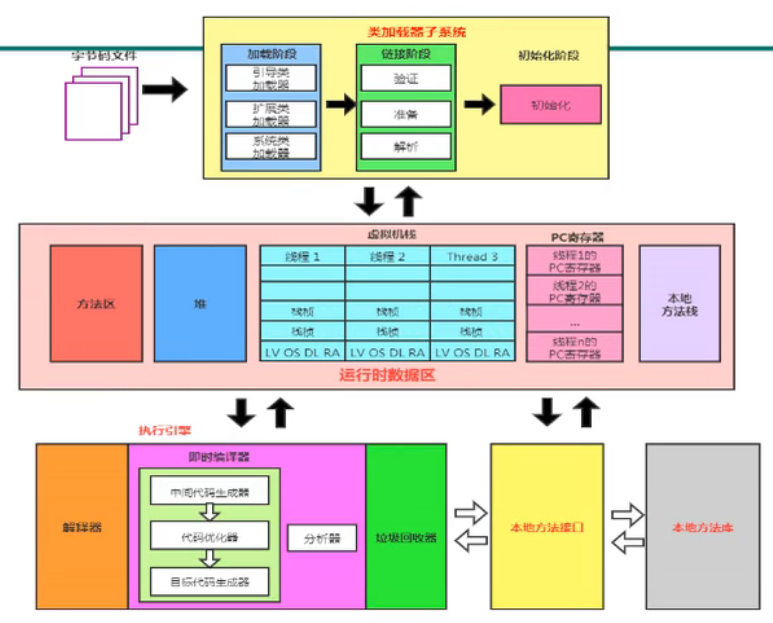 类加载器子系统
字节码文件
加载阶段
引导类
加载器
扩展类
加载器
系统类
加载器
链接阶段
验证
准备
解析
初始化阶段
初始化
虚拟机栈
线程 1
线程 2
Thread 3
栈桢
栈桢
栈桢
栈桢
栈桢
栈桢
LV OS DL RA
LV OS DL RA
LV OS DL RA
PC寄存器
线程1的
PC寄存器
线程2的
PC寄存器
...
线程n的
PC寄存器
方法区
堆
本地
方法栈
运行时数据区
执行引擎
解释器
即时编译器
中间代码生成器
代码优化器
目标代码生成器
分析器
垃圾回收器
本地方法接口
本地方法库